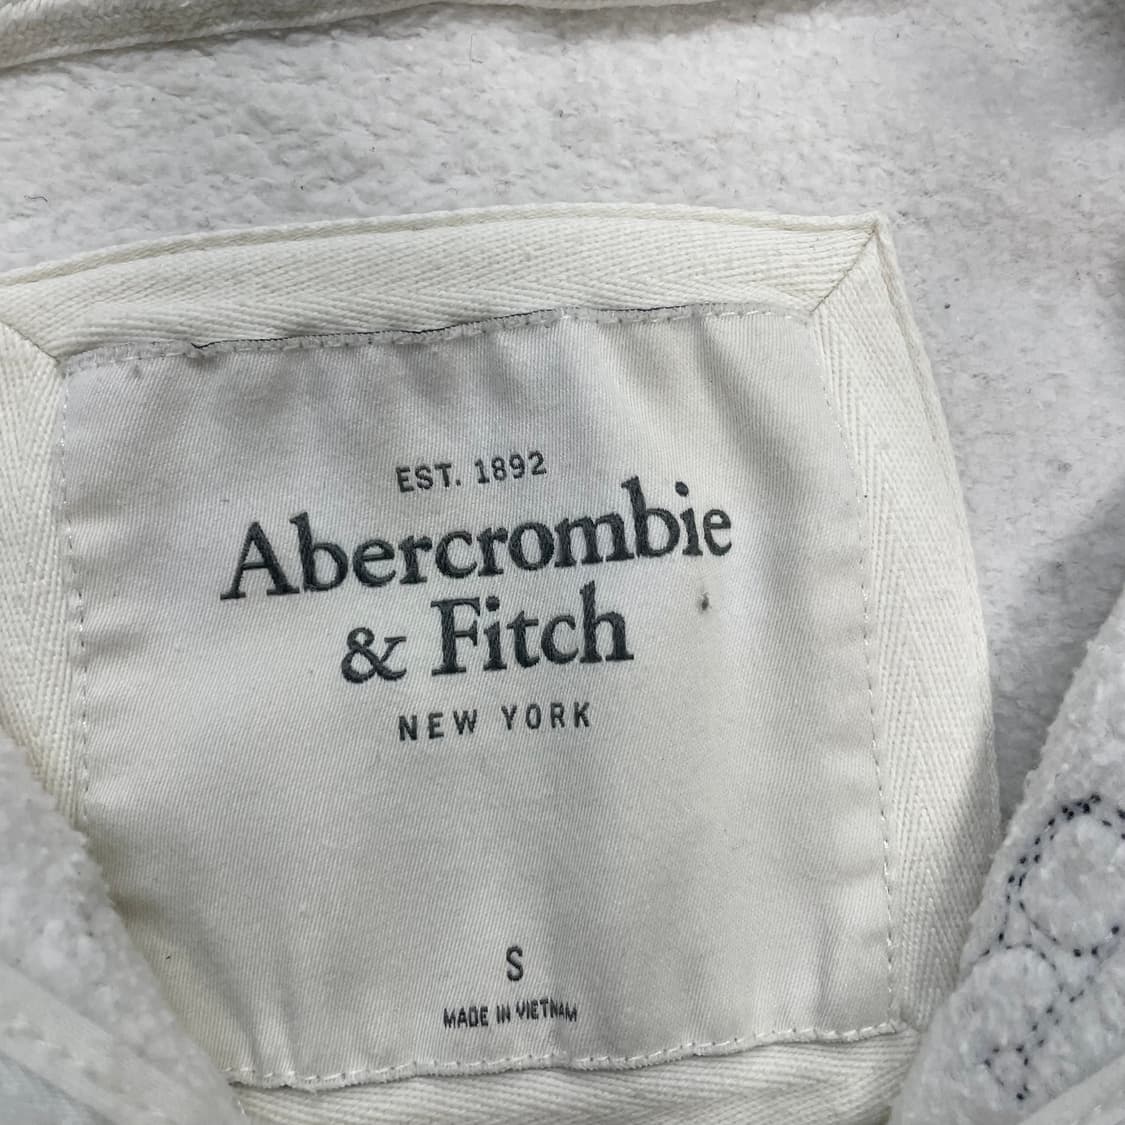 EST. 1892
Abercrombie
& Fitch
NEW YORK
S
MADE IN VIETNAM